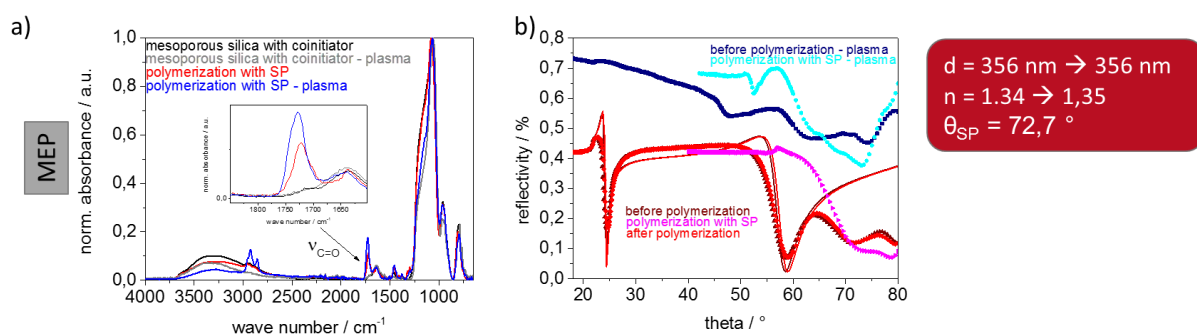 a)
MEP
norm. absorbance / a.u.
1,0
0,8
0,6
0,4
0,2
0,0
mesoporous silica with coinitiator
mesoporous silica with coinitiator - plasma
polymerization with SP
polymerization with SP - plasma
norm. absorbance / a.u.
0,0
1800 1750 1700 1650
wave number / cm⁻¹
νC=O
4000 3500 3000 2500 2000 1500 1000
wave number / cm⁻¹
b)
reflectivity / %
0,8
0,7
0,6
0,5
0,4
0,3
0,2
0,1
0,0
before polymerization - plasma
polymerization with SP - plasma
before polymerization
polymerization with SP
after polymerization
20 30 40 50 60 70 80
theta / °
d = 356 nm → 356 nm
n = 1.34 → 1,35
θSP = 72,7 °